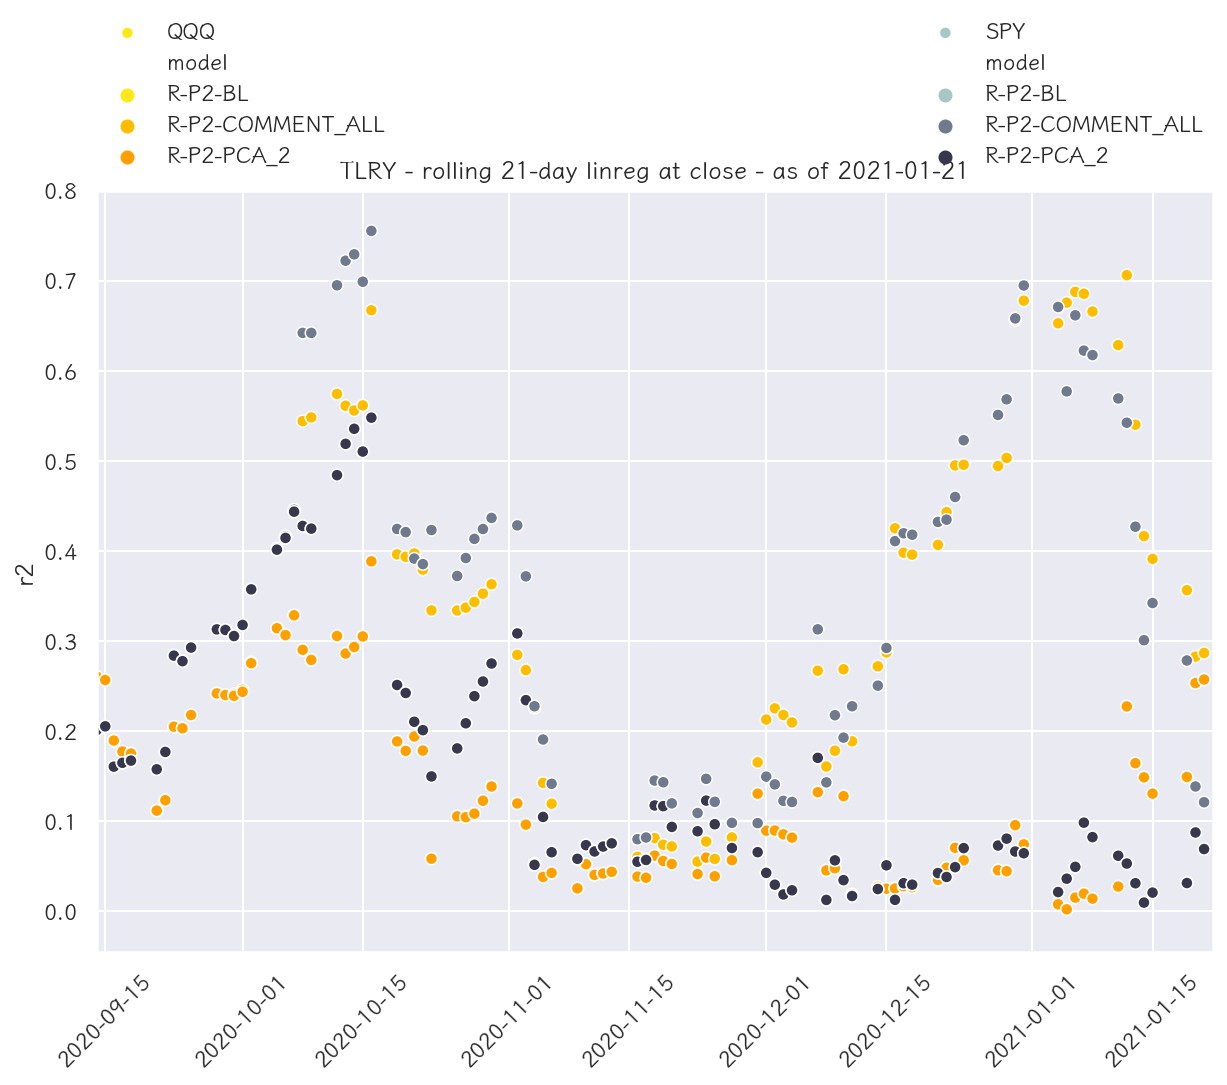 QQQ
model
R-P2-BL
R-P2-COMMENT_ALL
R-P2-PCA_2
SPY
model
R-P2-BL
R-P2-COMMENT_ALL
R-P2-PCA_2
TLRY - rolling 21-day linreg at close - as of 2021-01-21
0.8
0.7
0.6
0.5
0.4
0.3
0.2
0.1
0.0
r2
2020-09-15
2020-10-01
2020-10-15
2020-11-01
2020-11-15
2020-12-01
2020-12-15
2021-01-01
2021-01-15